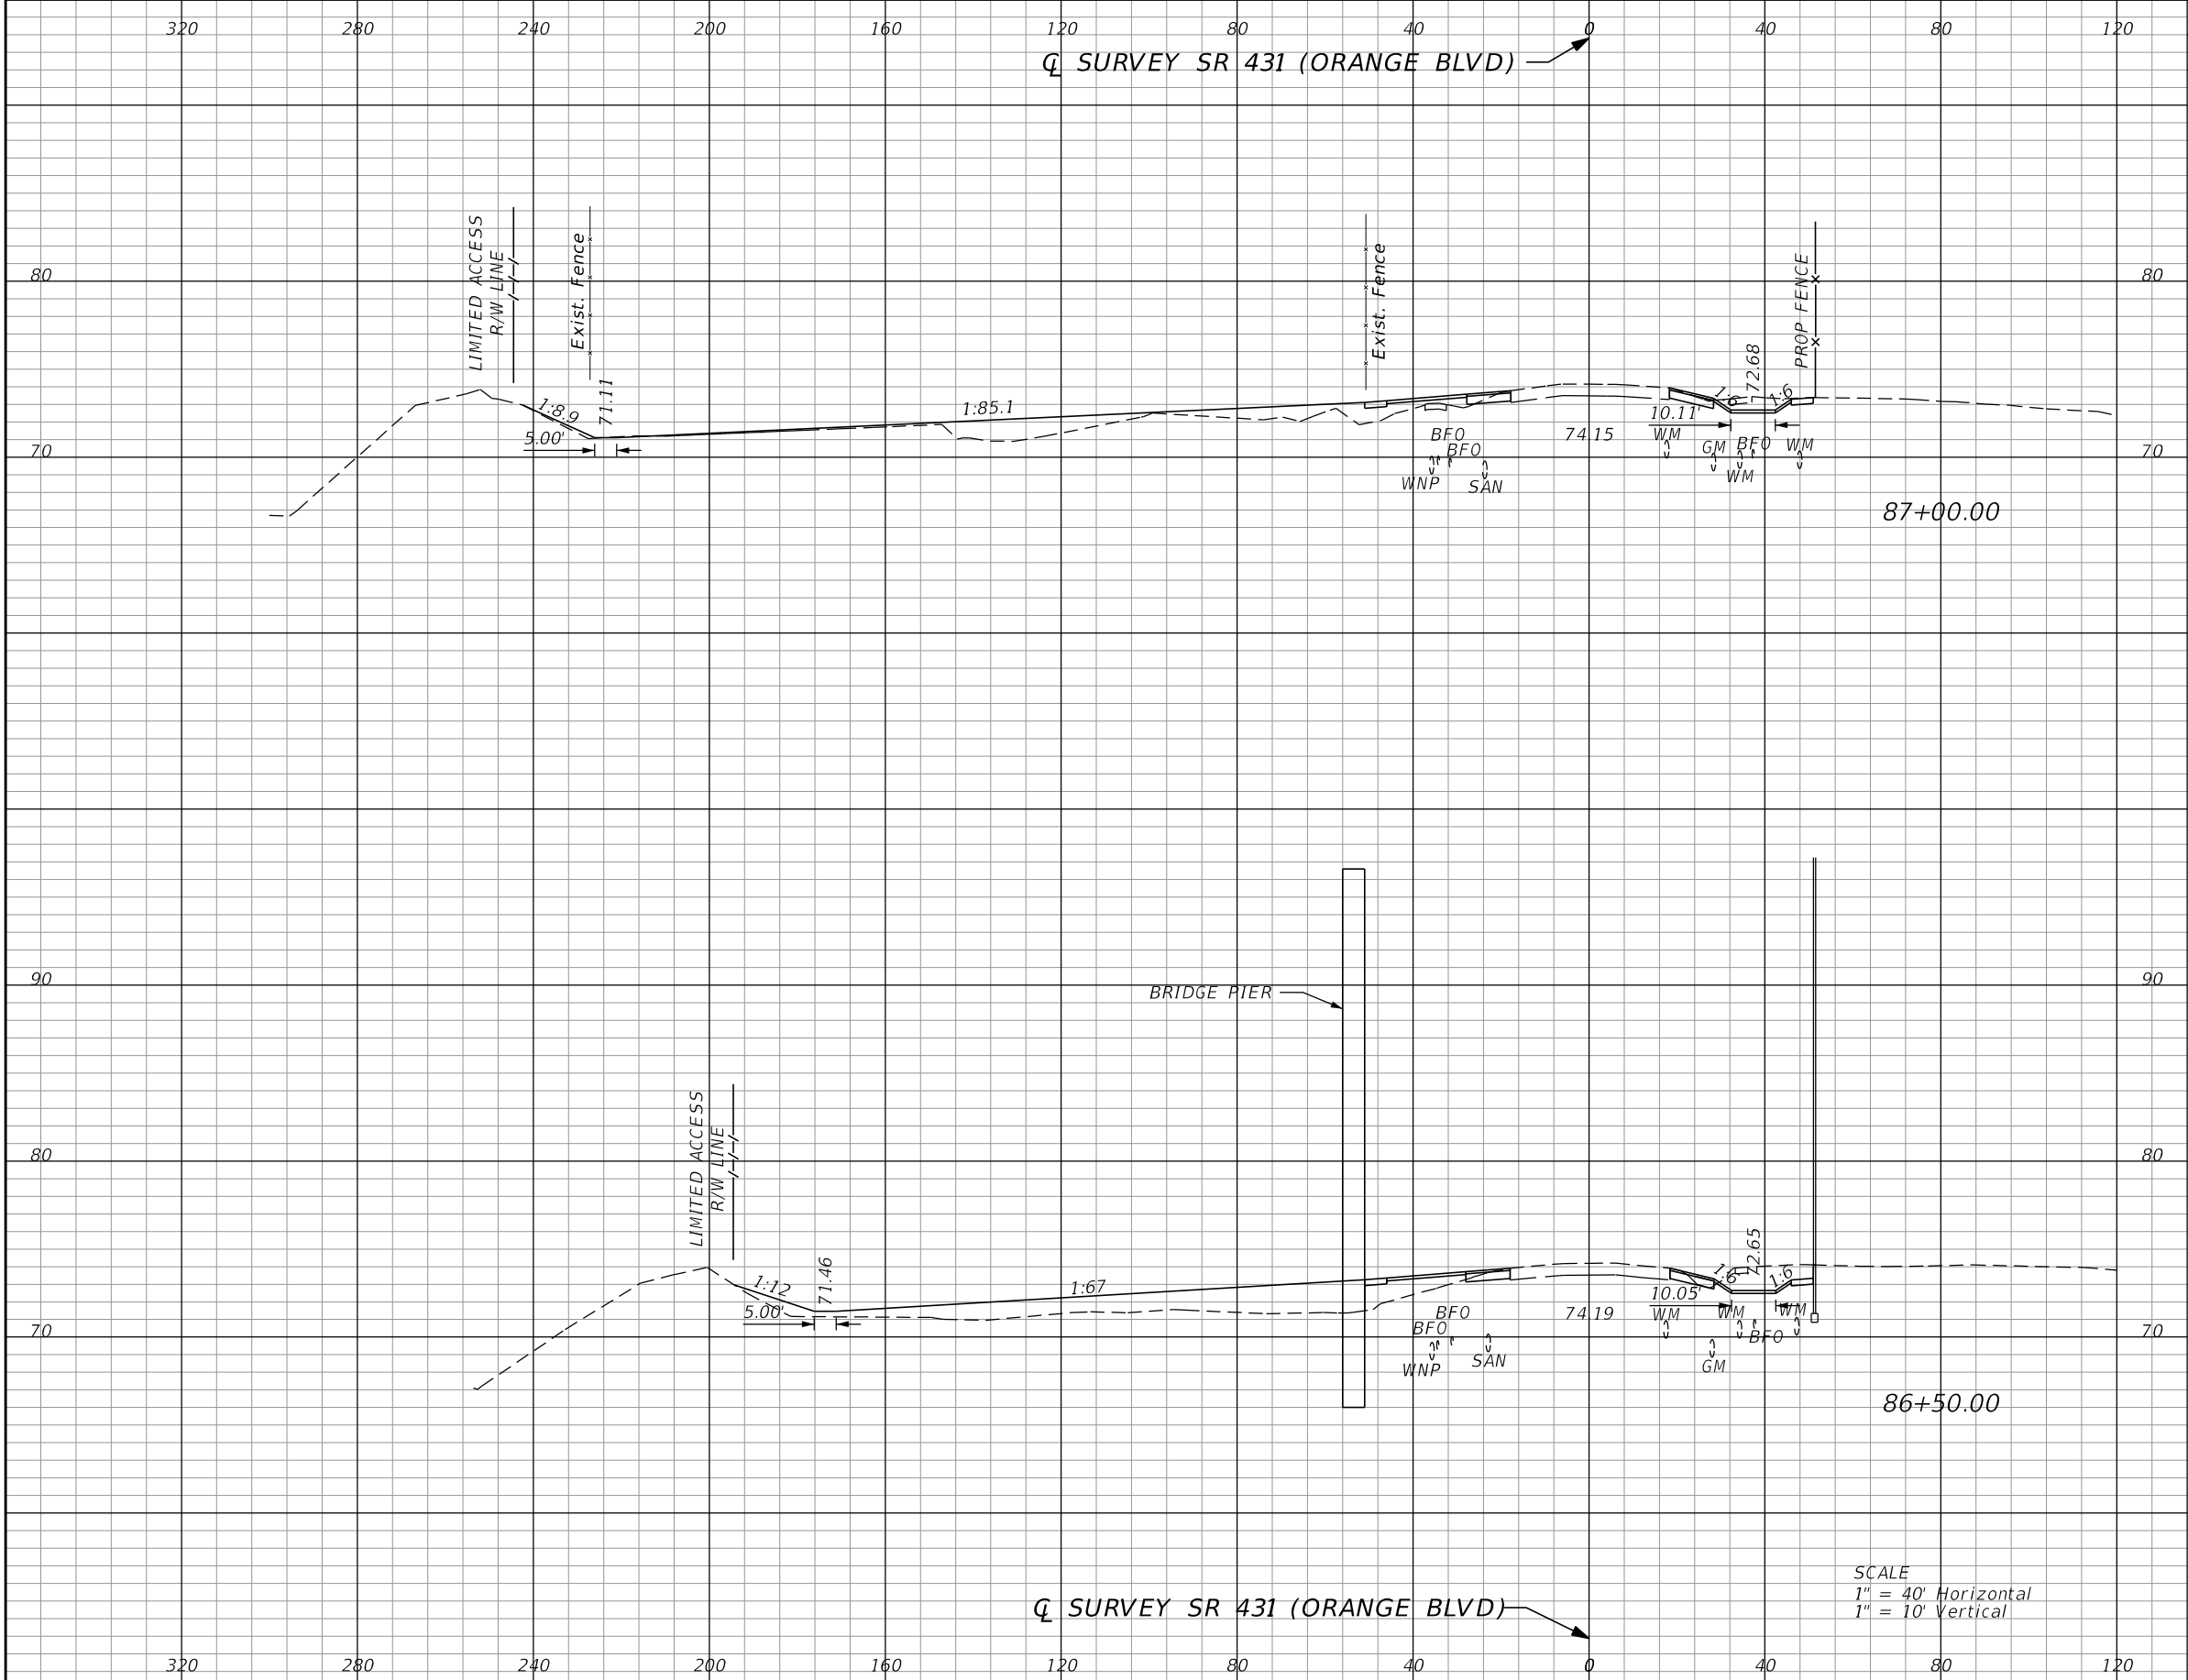 320 280 240 200 160 120 80 40 0 40 80 120
℄ SURVEY SR 431 (ORANGE BLVD)
LIMITED ACCESS
R/W LINE
Exist. Fence
Exist. Fence
PROP FENCE
80 80
1:8.9
71.11
5.00'
1:85.1
1:6
72.68
1:6
10.11'
70 70
BFO
BFO
WNP
SAN
74.15
WM
GM
BFO
WM
WM
87+00.00
90 90
BRIDGE PIER
LIMITED ACCESS
R/W LINE
80 80
1:12
71.46
5.00'
1:67
1:6
72.65
1:6
10.05'
70 70
BFO
BFO
WNP
SAN
74.19
WM
WM
WM
BFO
GM
86+50.00
SCALE
1" = 40' Horizontal
1" = 10' Vertical
℄ SURVEY SR 431 (ORANGE BLVD)
320 280 240 200 160 120 80 40 0 40 80 120